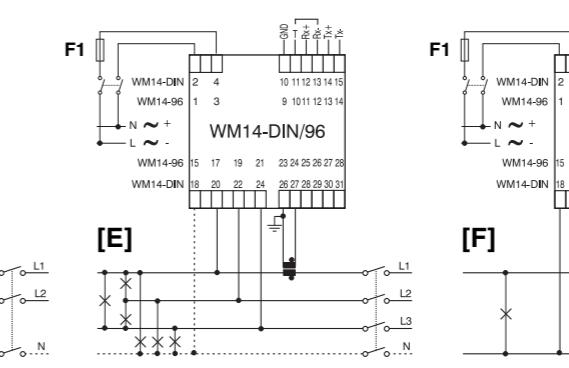 GND T Rx+ Rx- Tx+ Tx-
F1
WM14-DIN 2 4 10 11 12 13 14 15
WM14-96 1 3 9 10 11 12 13 14
N ~ +
WM14-DIN/96
L ~ -
WM14-96 15 17 19 21 23 24 25 26 27 28
WM14-DIN 18 20 22 24 26 27 28 29 30 31
[E]
L1
L2
L3
N
L1
L2
N
F1
WM14-DIN 2
WM14-96 1
N ~ +
L ~ -
WM14-96 15
WM14-DIN 18
[F]